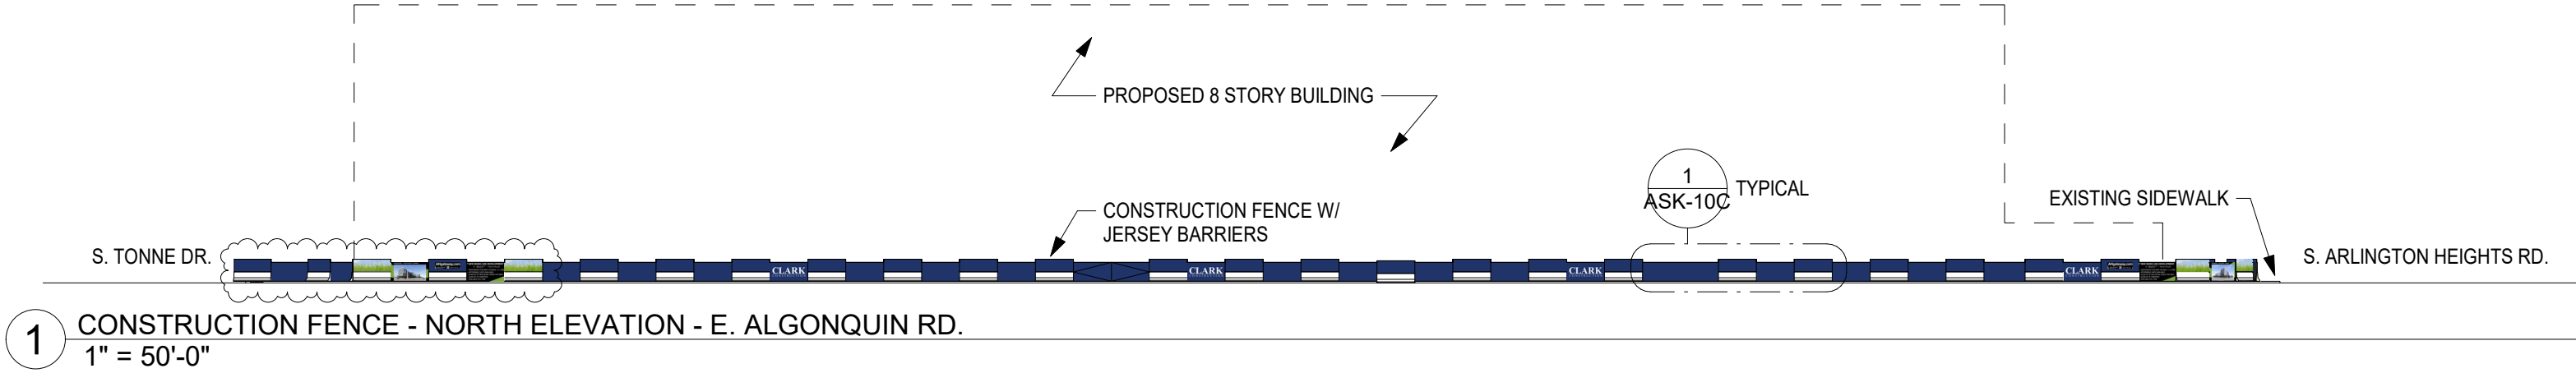 PROPOSED 8 STORY BUILDING
1
ASK-10C
TYPICAL
CONSTRUCTION FENCE W/
JERSEY BARRIERS
EXISTING SIDEWALK
S. TONNE DR.
S. ARLINGTON HEIGHTS RD.
CLARK
CLARK
CLARK
CLARK
1
CONSTRUCTION FENCE - NORTH ELEVATION - E. ALGONQUIN RD.
1" = 50'-0"